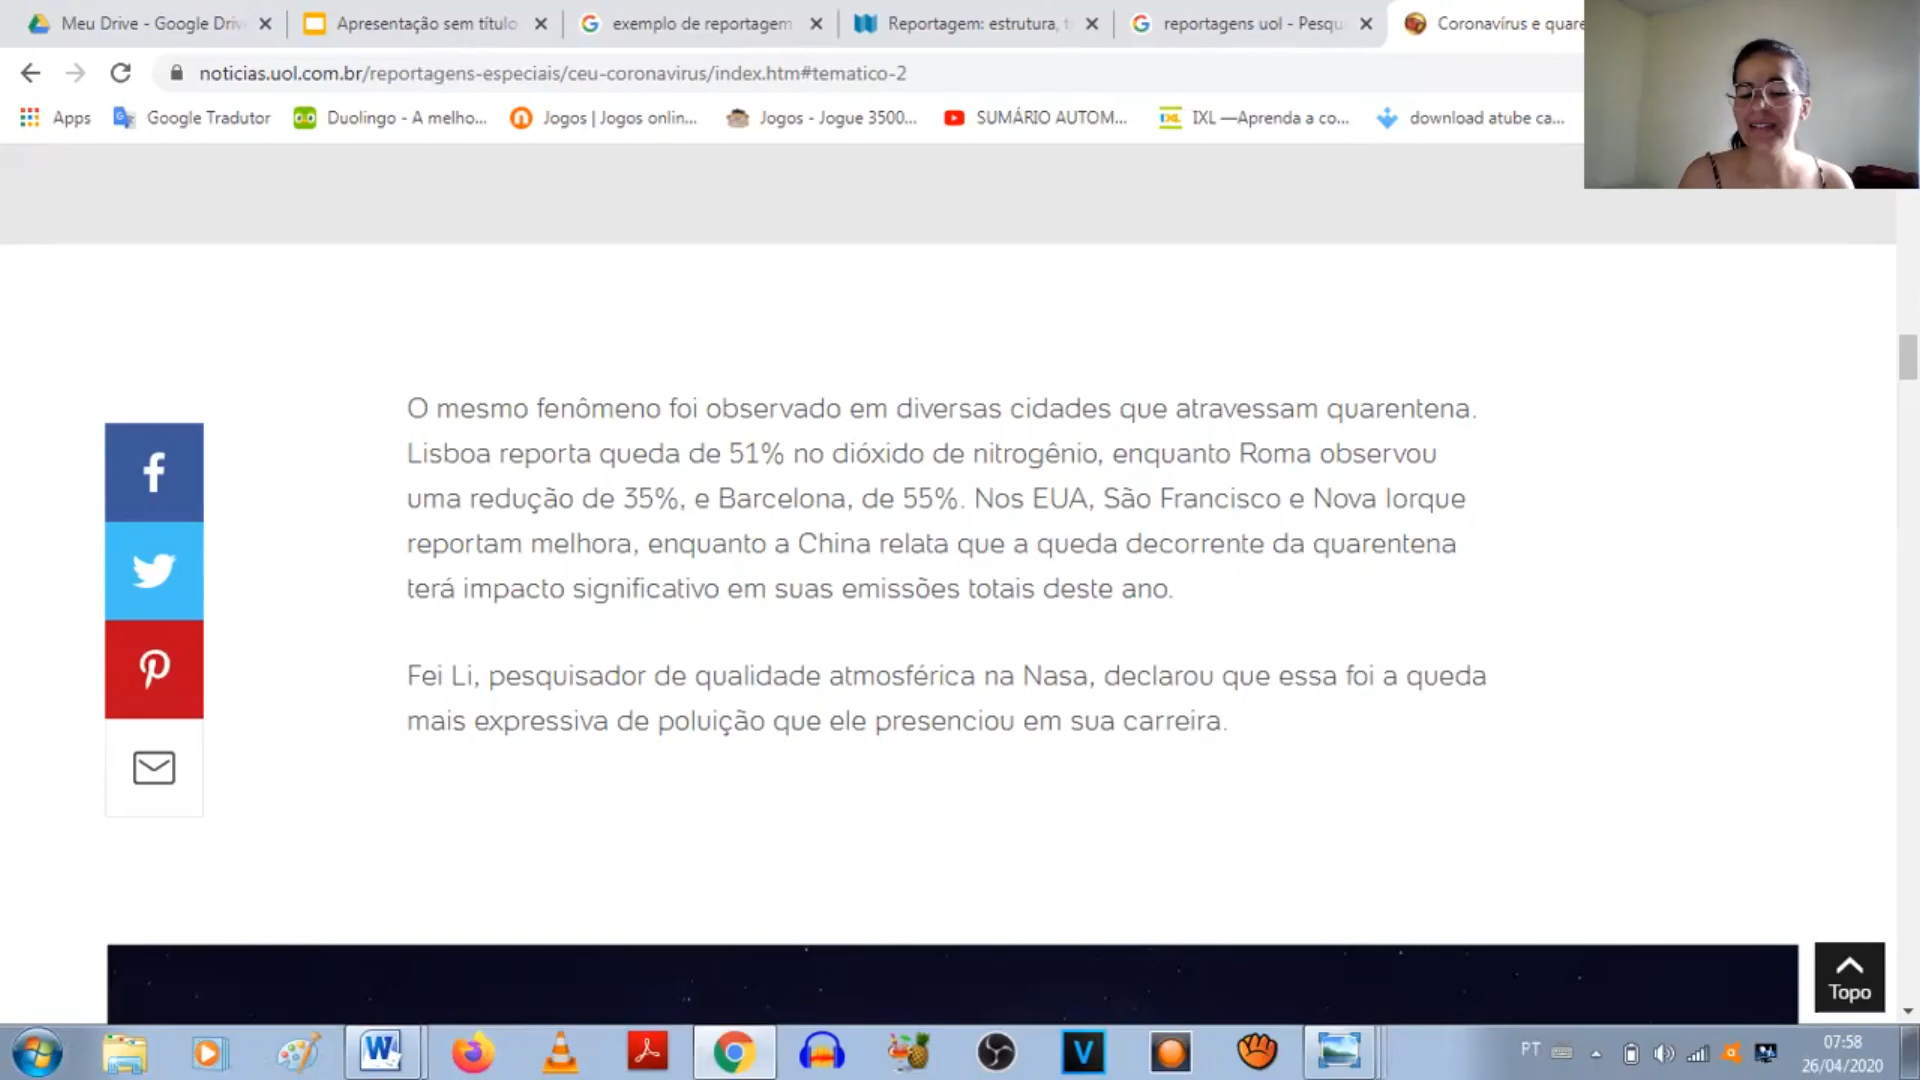 Meu Drive - Google Driv
Apresentação sem título
exemplo de reportagem
Reportagem: estrutura, t
reportagens uol - Pesqu
Coronavírus e quare
noticias.uol.com.br/reportagens-especiais/ceu-coronavirus/index.htm#tematico-2
Apps
Google Tradutor
Duolingo - A melho...
Jogos | Jogos onlin...
Jogos - Jogue 3500...
SUMÁRIO AUTOM...
IXL —Aprenda a co...
download atube ca...
O mesmo fenômeno foi observado em diversas cidades que atravessam quarentena.
Lisboa reporta queda de 51% no dióxido de nitrogênio, enquanto Roma observou
uma redução de 35%, e Barcelona, de 55%. Nos EUA, São Francisco e Nova Iorque
reportam melhora, enquanto a China relata que a queda decorrente da quarentena
terá impacto significativo em suas emissões totais deste ano.
Fei Li, pesquisador de qualidade atmosférica na Nasa, declarou que essa foi a queda
mais expressiva de poluição que ele presenciou em sua carreira.
Topo
PT
07:58
26/04/2020